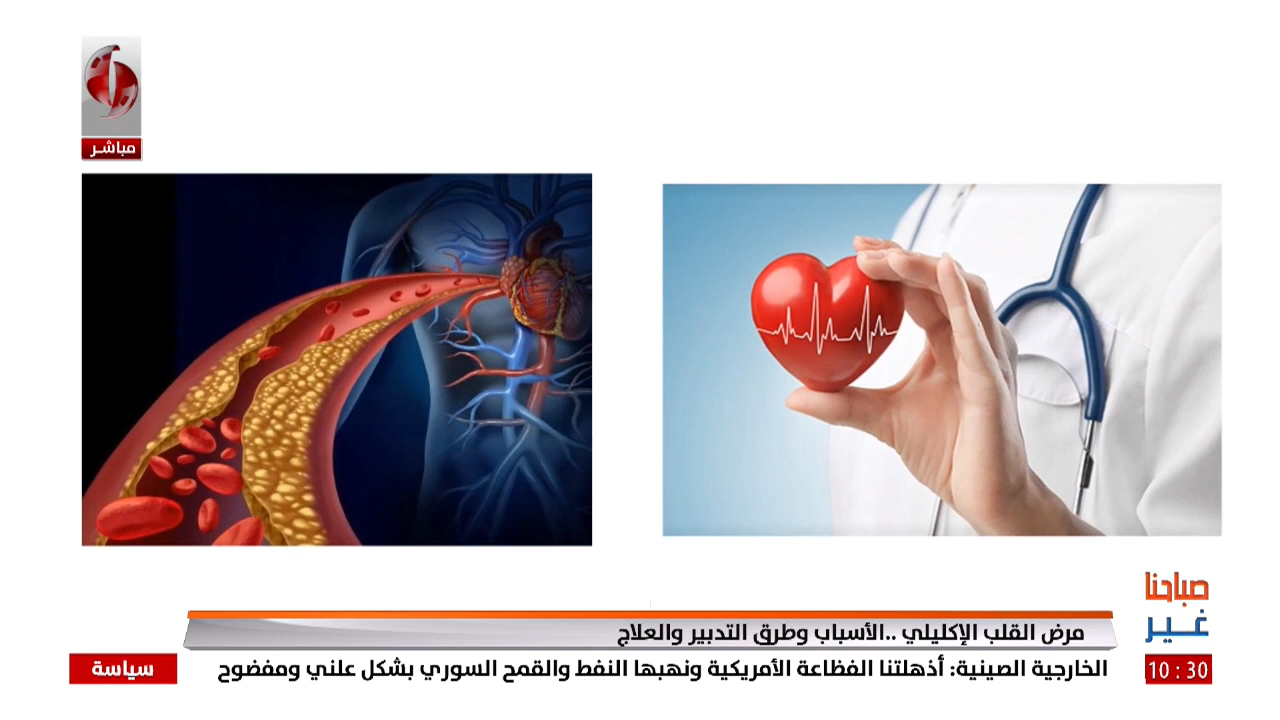 مباشر
صباحنا
غير
مرض القلب الإكليلي ..الأسباب وطرق التدبير والعلاج
الخارجية الصينية: أذهلتنا الفظاعة الأمريكية ونهبها النفط والقمح السوري بشكل علني ومفضوح
سياسة
10 : 30